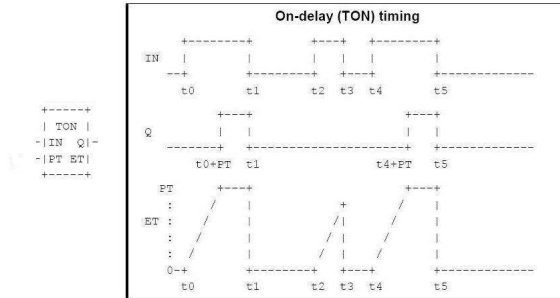 On-delay (TON) timing
IN
t0 t1 t2 t3 t4 t5
TON
IN Q
PT ET
Q
t0+PT t1 t4+PT t5
PT
ET
0
t0 t1 t2 t3 t4 t5